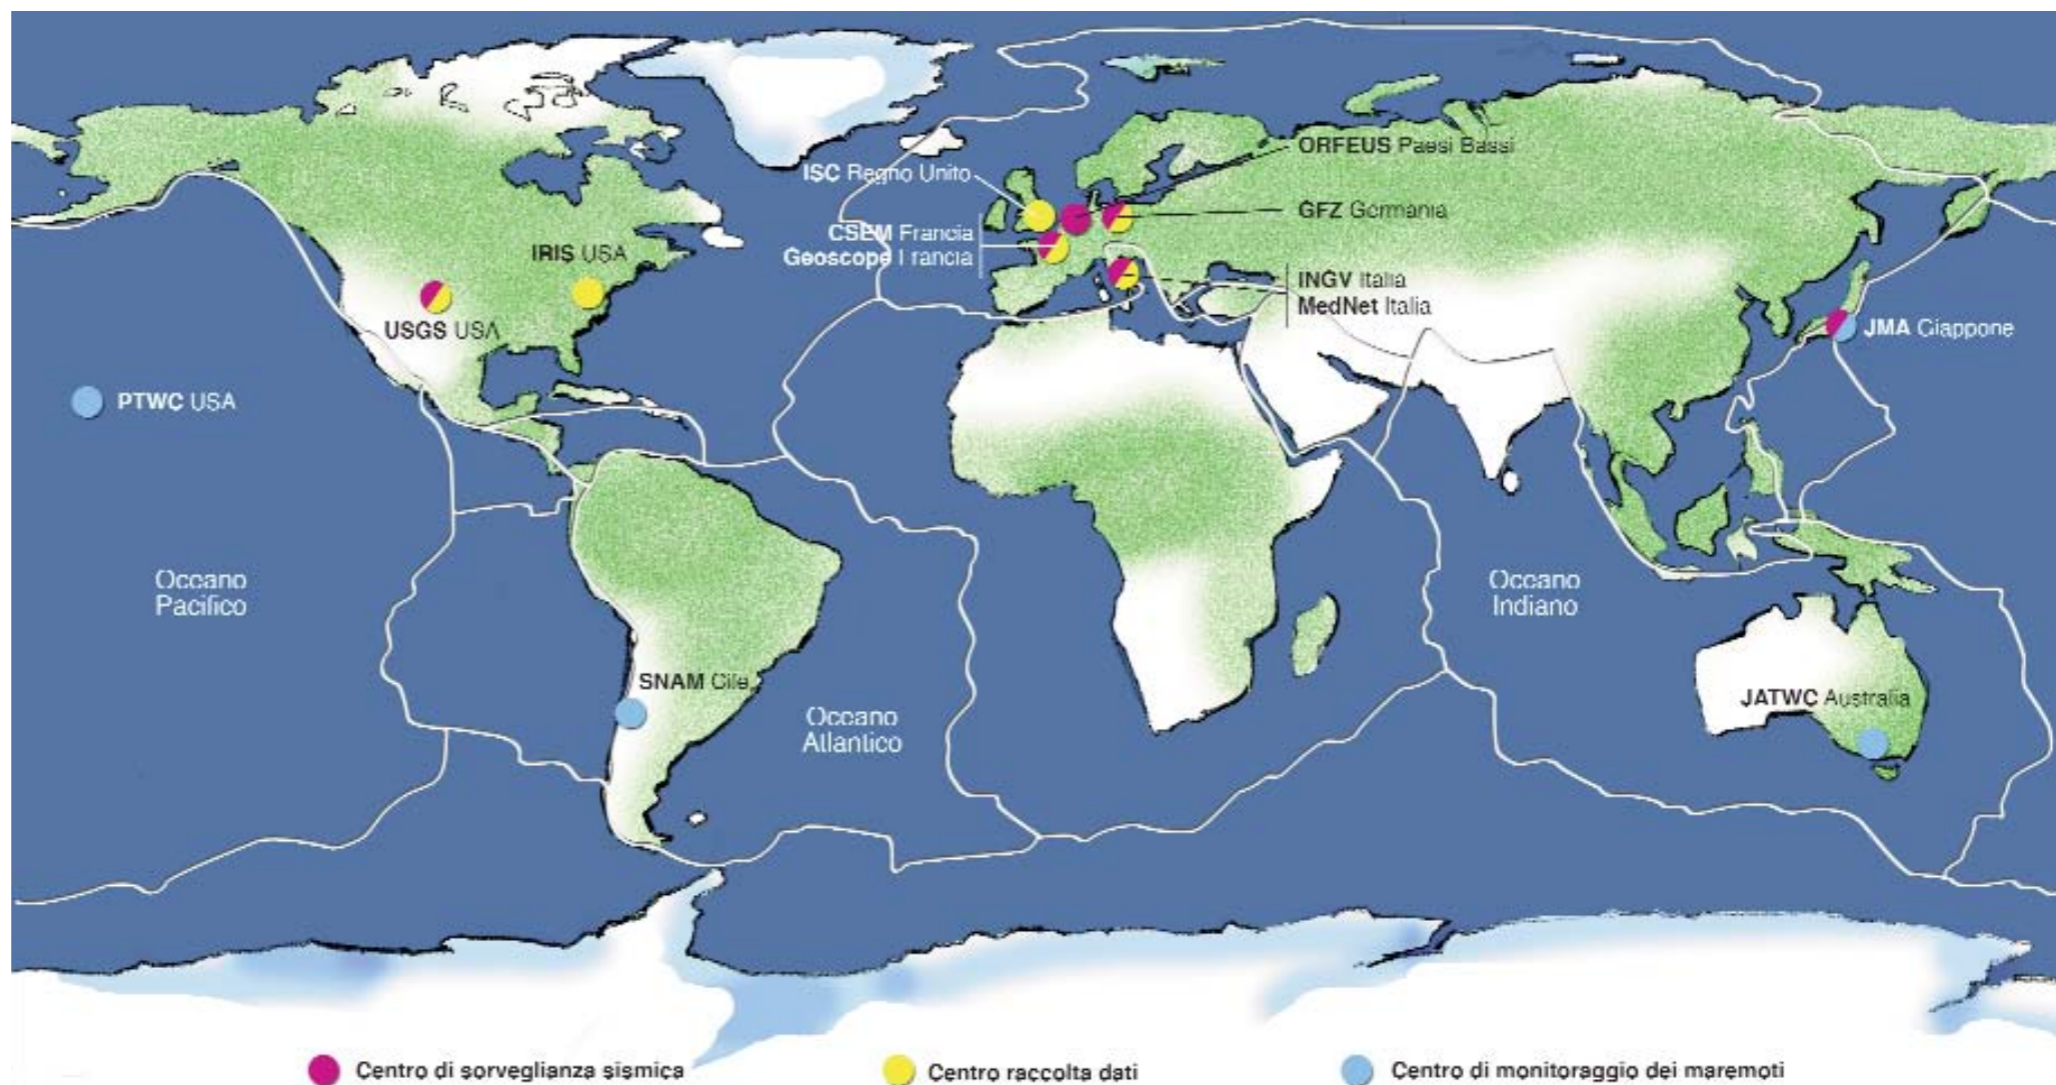 ORFEUS Paesi Bassi
ISC Regno Unito
GFZ Germania
CSEM Francia
Geoscope Francia
IRIS USA
INGV Italia
MedNet Italia
USGS USA
JMA Giappone
PTWC USA
Oceano
Pacifico
Oceano
Indiano
SNAM Cile
JATWC Australia
Oceano
Atlantico
Centro di sorveglianza sismica
Centro raccolta dati
Centro di monitoraggio dei maremoti